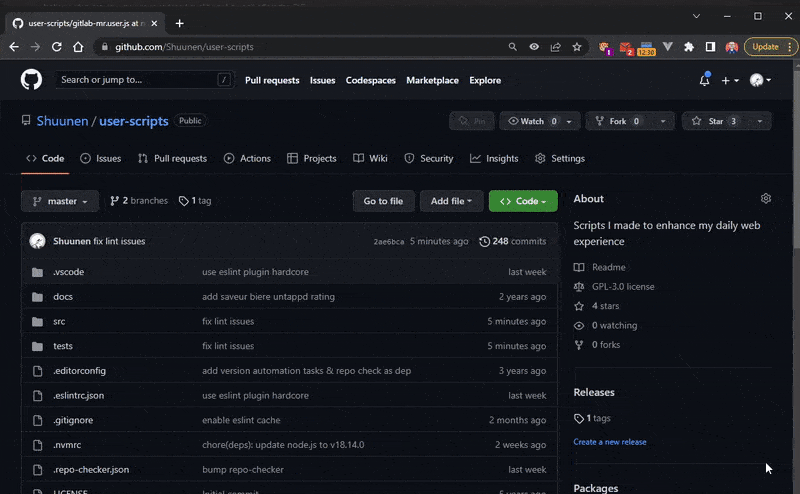 user-scripts/gitlab-mr.user.js at m
github.com/Shuunen/user-scripts
1
2
12:30
Update
Search or jump to...
/
Pull requests
Issues
Codespaces
Marketplace
Explore
Shuunen / user-scripts
Public
Pin
Watch 0
Fork 0
Star 3
Code
Issues
Pull requests
Actions
Projects
Wiki
Security
Insights
Settings
master
2 branches
1 tag
Go to file
Add file
Code
Shuunen fix lint issues
2ae6bca 5 minutes ago
248 commits
.vscode use eslint plugin hardcore last week
docs add saveur biere untappd rating 2 years ago
src fix lint issues 5 minutes ago
tests fix lint issues 5 minutes ago
.editorconfig add version automation tasks & repo check as dep 3 years ago
.eslintrc.json use eslint plugin hardcore last week
.gitignore enable eslint cache 2 months ago
.nvmrc chore(deps): update node.js to v18.14.0 2 weeks ago
.repo-checker.json bump repo-checker last week
LICENSE Initial commit 5 years ago
About
Scripts I made to enhance my daily web
experience
Readme
GPL-3.0 license
4 stars
0 watching
0 forks
Releases
1 tags
Create a new release
Packages